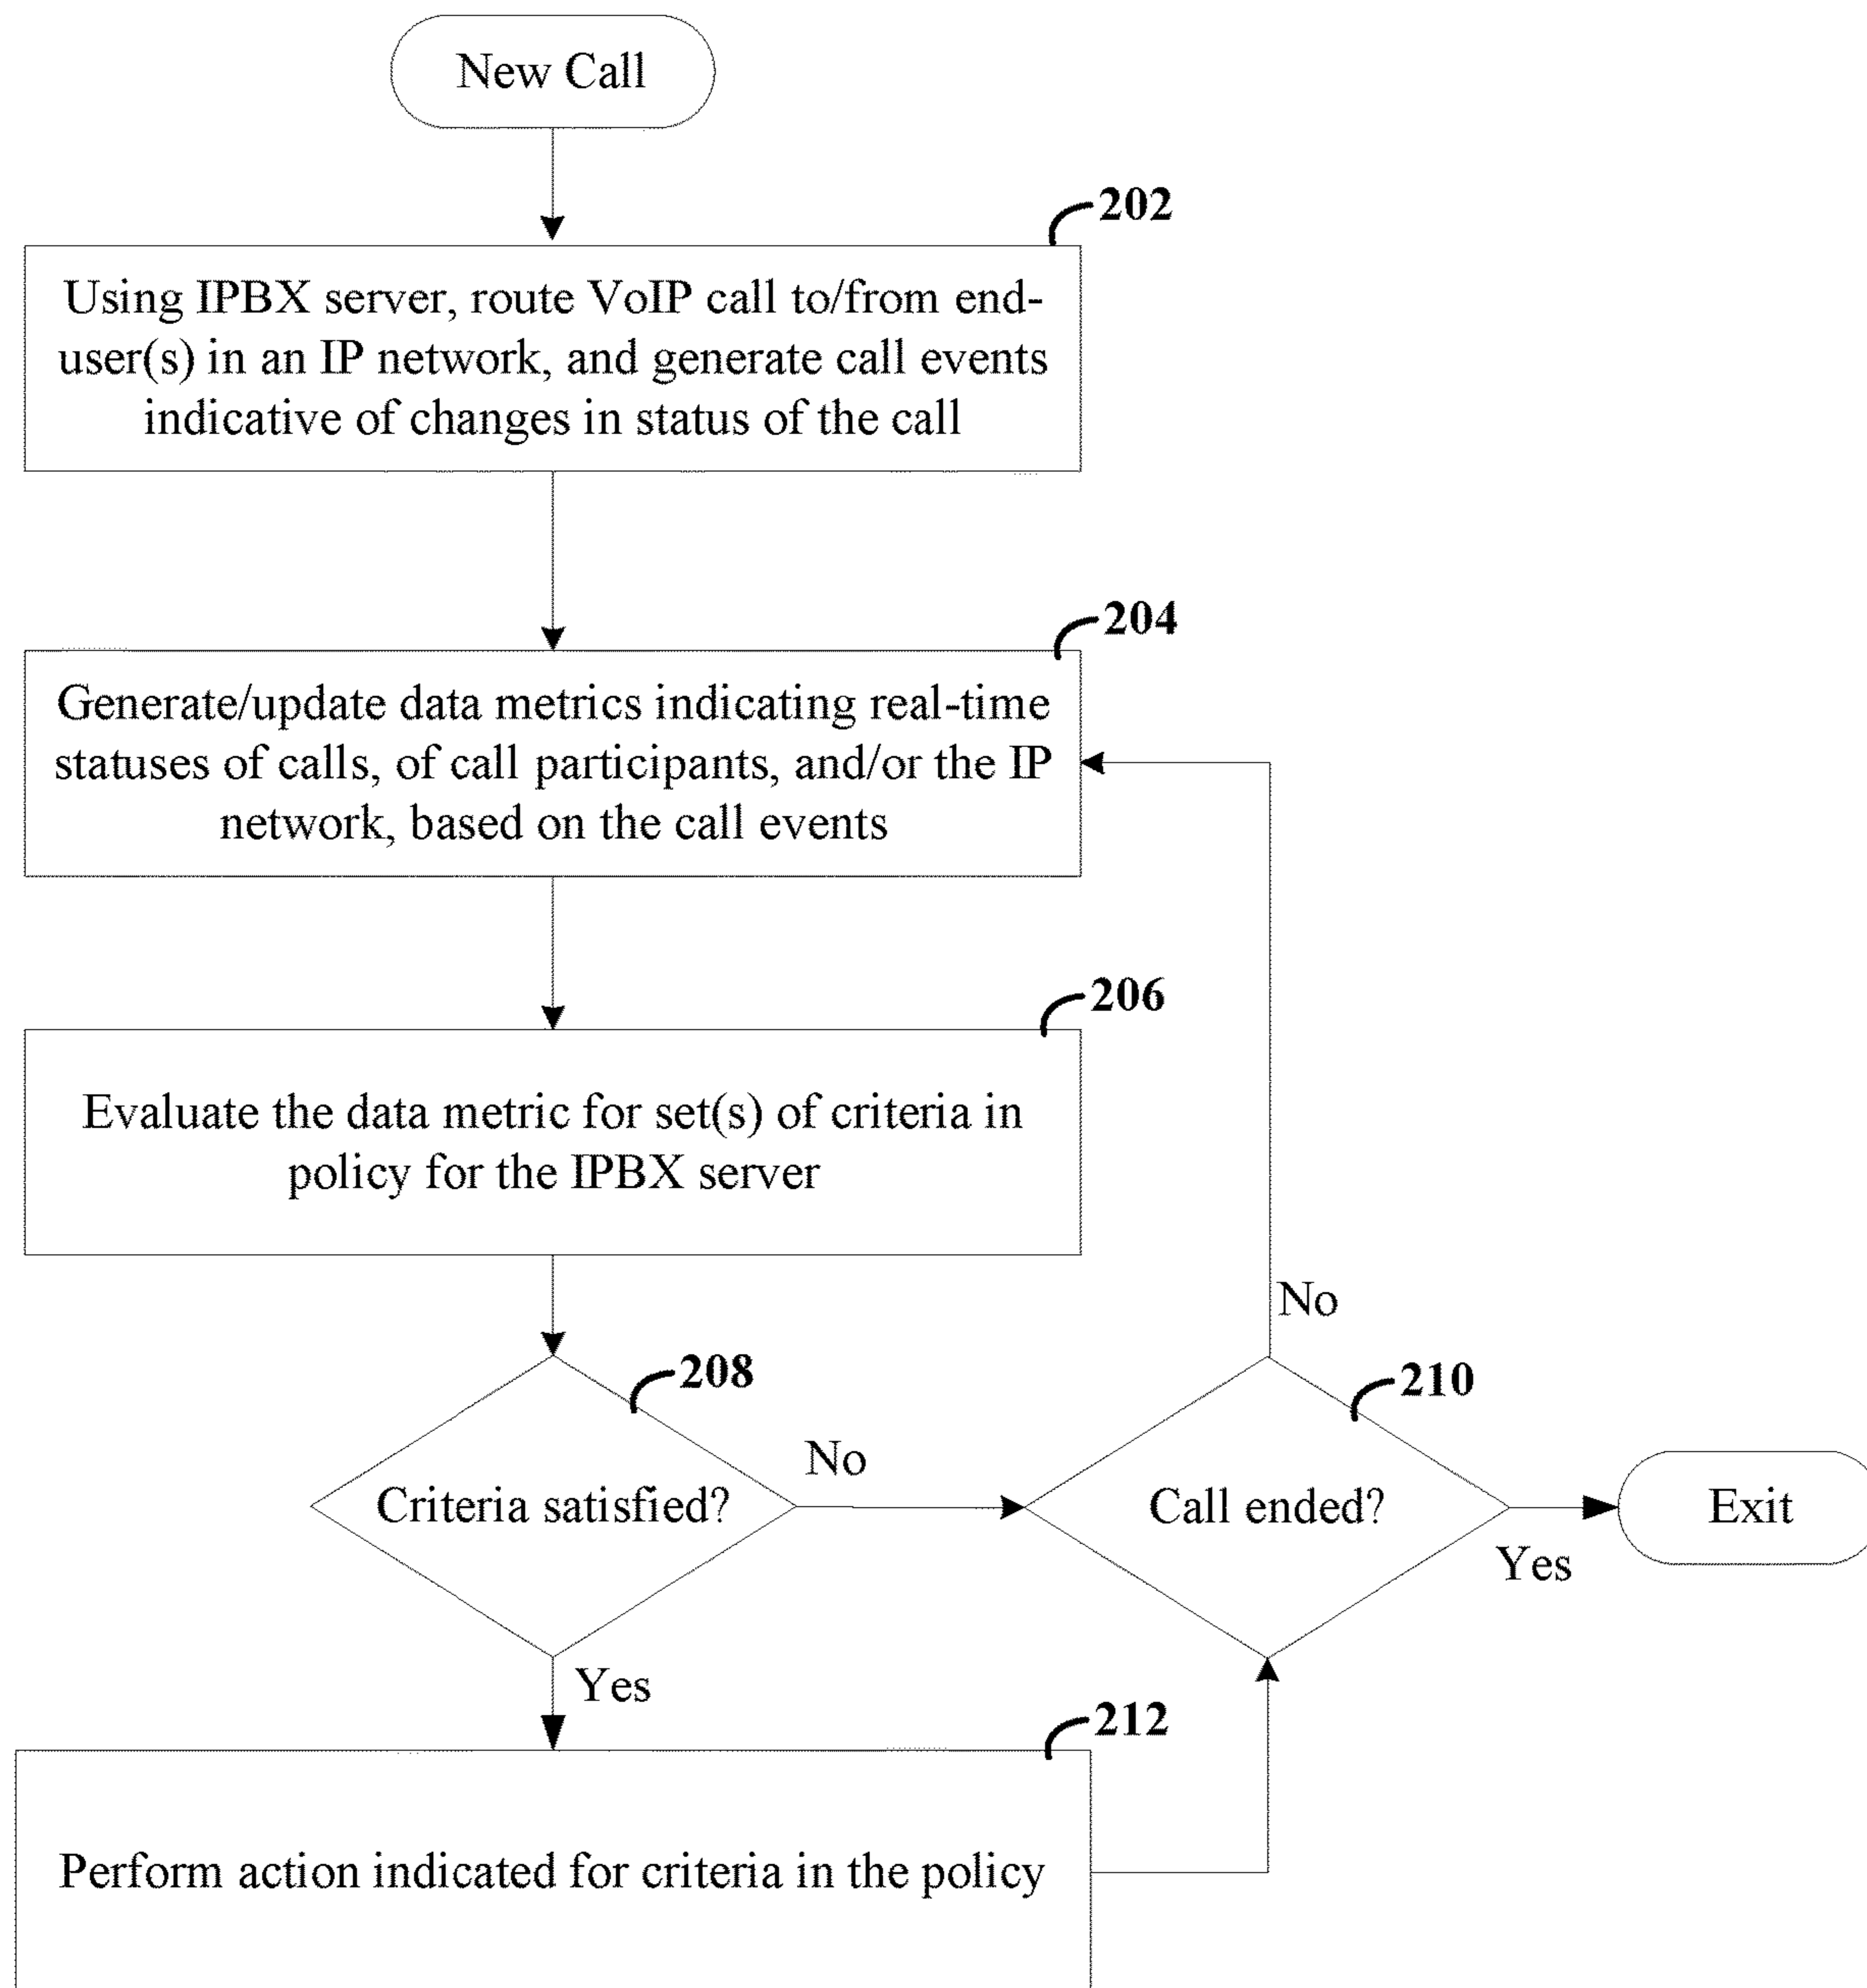 New Call
202
Using IPBX server, route VoIP call to/from end-
user(s) in an IP network, and generate call events
indicative of changes in status of the call
204
Generate/update data metrics indicating real-time
statuses of calls, of call participants, and/or the IP
network, based on the call events
206
Evaluate the data metric for set(s) of criteria in
policy for the IPBX server
No
208
210
No
Criteria satisfied?
Call ended?
Exit
Yes
Yes
212
Perform action indicated for criteria in the policy